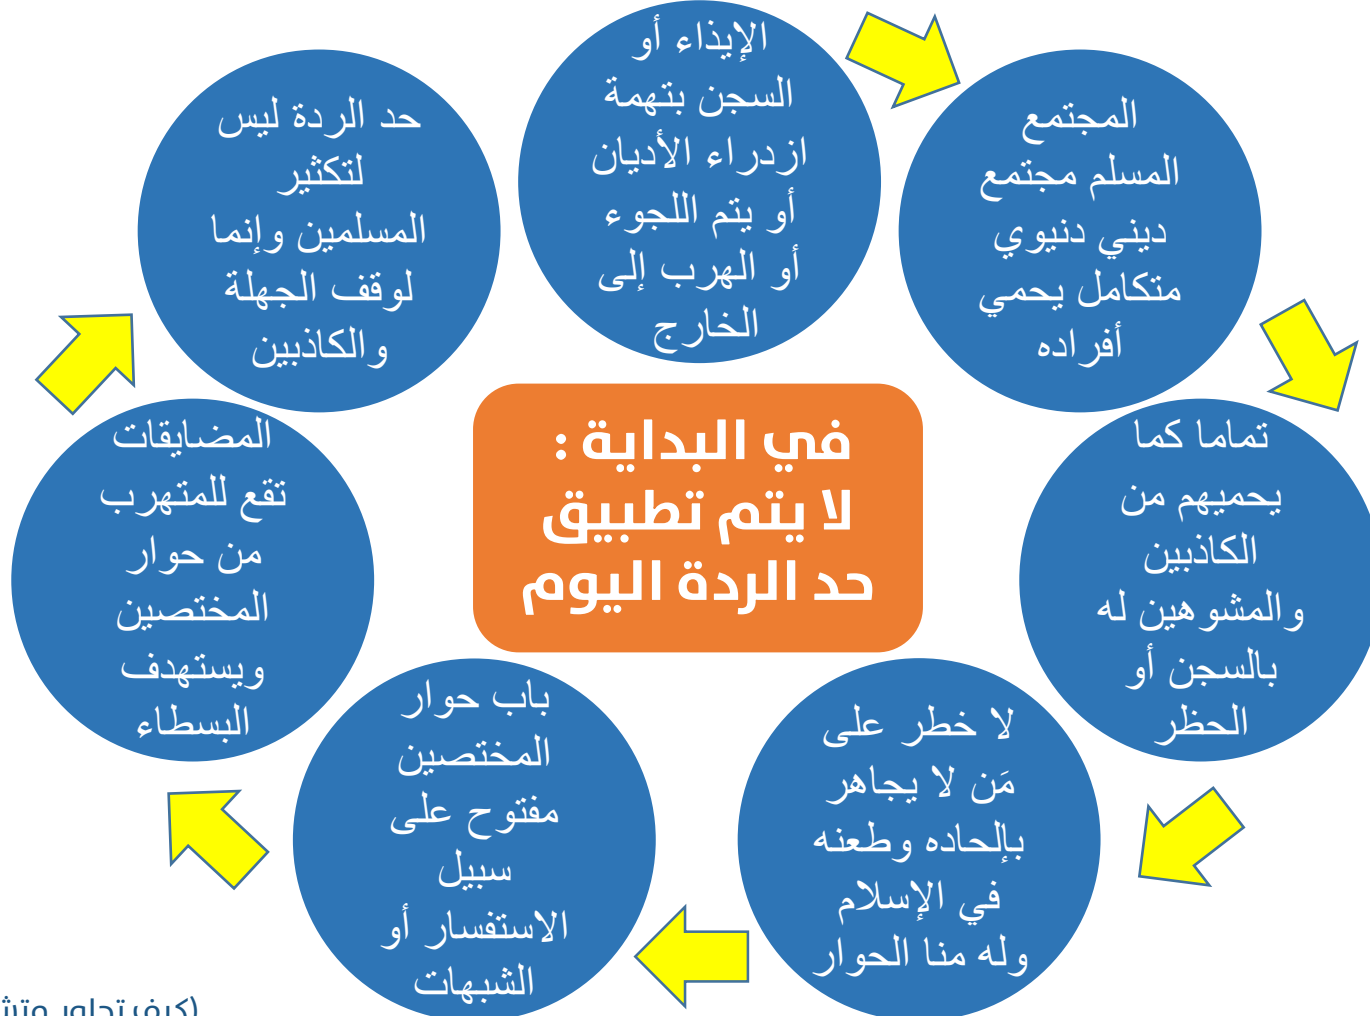 في البداية :
لا يتم تطبيق
حد الردة اليوم
الإيذاء أو
السجن بتهمة
ازدراء الأديان
أو يتم اللجوء
أو الهرب إلى
الخارج
المجتمع
المسلم مجتمع
ديني دنيوي
متكامل يحمي
أفراده
تماما كما
يحميهم من
الكاذبين
والمشوهين له
بالسجن أو
الحظر
لا خطر على
مَن لا يجاهر
بإلحاده وطعنه
في الإسلام
وله منا الحوار
باب حوار
المختصين
مفتوح على
سبيل
الاستفسار أو
الشبهات
المضايقات
تقع للمتهرب
من حوار
المختصين
ويستهدف
البسطاء
حد الردة ليس
لتكثير
المسلمين وإنما
لوقف الجهلة
والكاذبين